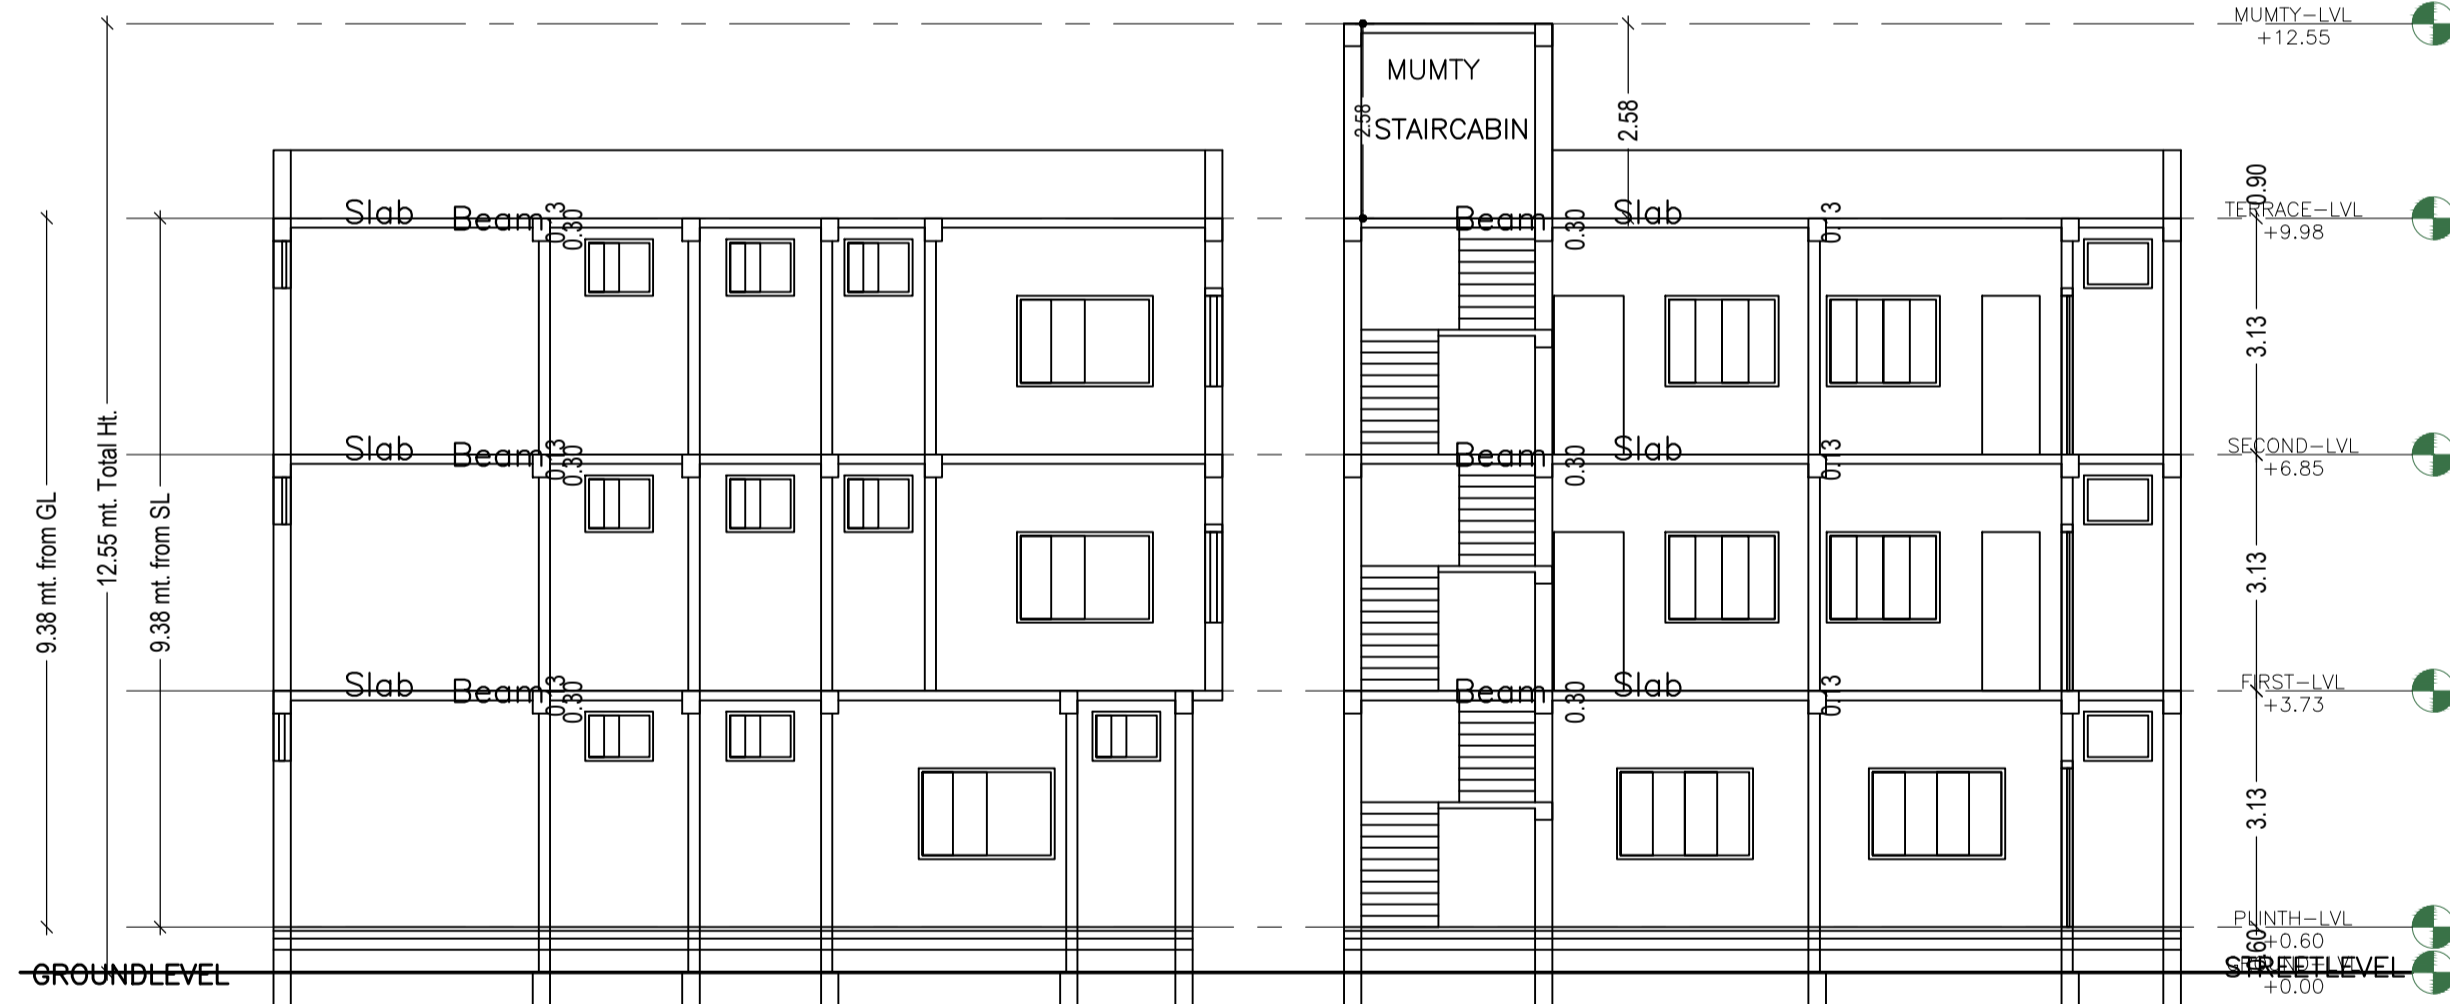 MUMTY-LVL
+12.55
MUMTY
STAIRCABIN
2.58
2.58
0.90
Slab Beam 0.13 0.30
Beam 0.30 Slab 0.13
TERRACE-LVL
+9.98
3.13
12.55 mt. Total Ht.
Slab Beam 0.13 0.30
Beam 0.30 Slab 0.13
SECOND-LVL
+6.85
9.38 mt. from GL
9.38 mt. from SL
3.13
Slab Beam 0.13 0.30
Beam 0.30 Slab 0.13
FIRST-LVL
+3.73
3.13
PLINTH-LVL
+0.60
0.60
GROUNDLEVEL
STREETLEVEL
+0.00